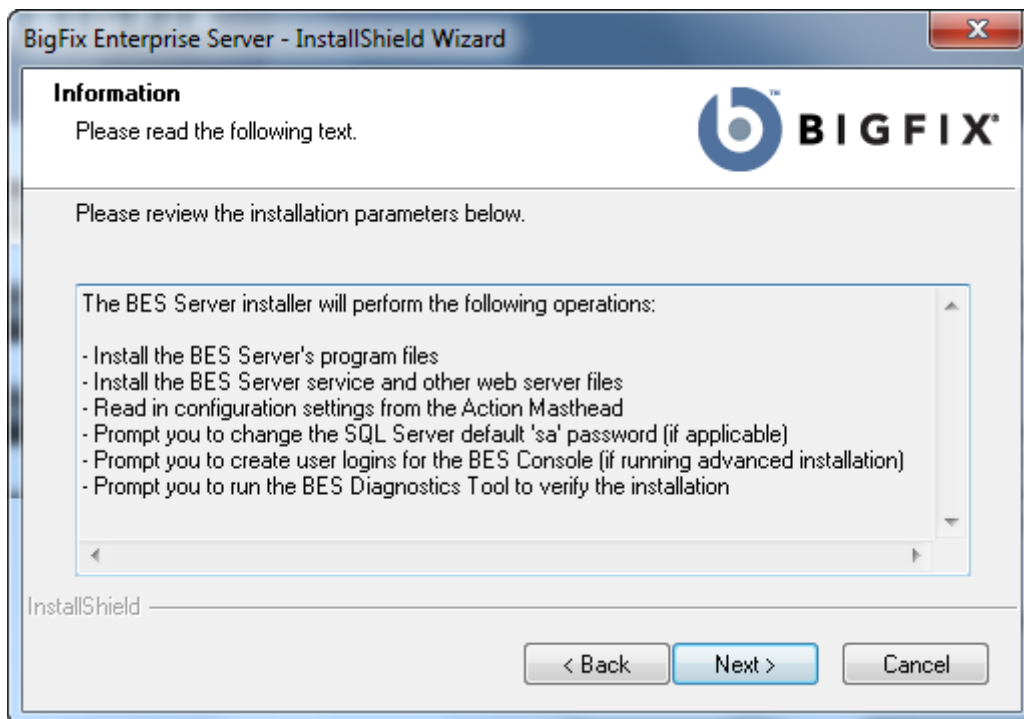 BigFix Enterprise Server - InstallShield Wizard
Information
Please read the following text.
BIGFIX®
Please review the installation parameters below.
The BES Server installer will perform the following operations:
- Install the BES Server's program files
- Install the BES Server service and other web server files
- Read in configuration settings from the Action Masthead
- Prompt you to change the SQL Server default 'sa' password (if applicable)
- Prompt you to create user logins for the BES Console (if running advanced installation)
- Prompt you to run the BES Diagnostics Tool to verify the installation
InstallShield
< Back
Next >
Cancel